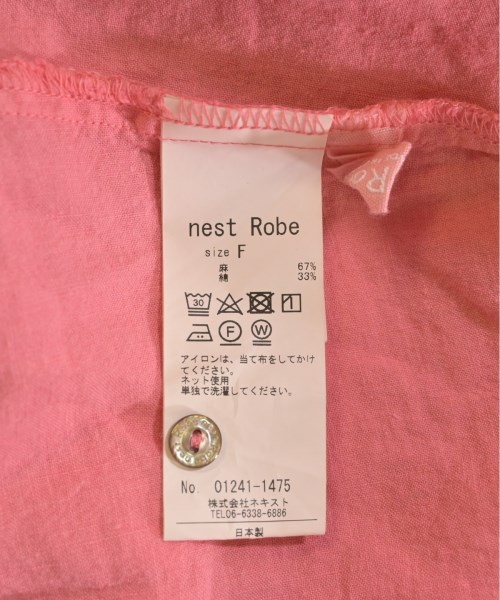 nest Robe
size F
麻 67%
綿 33%
30
F W
アイロンは、当て布をしてかけ
てください。
ネット使用
単独で洗濯してください。
No. 01241-1475
株式会社ネキスト
TEL06-6338-6886
日本製